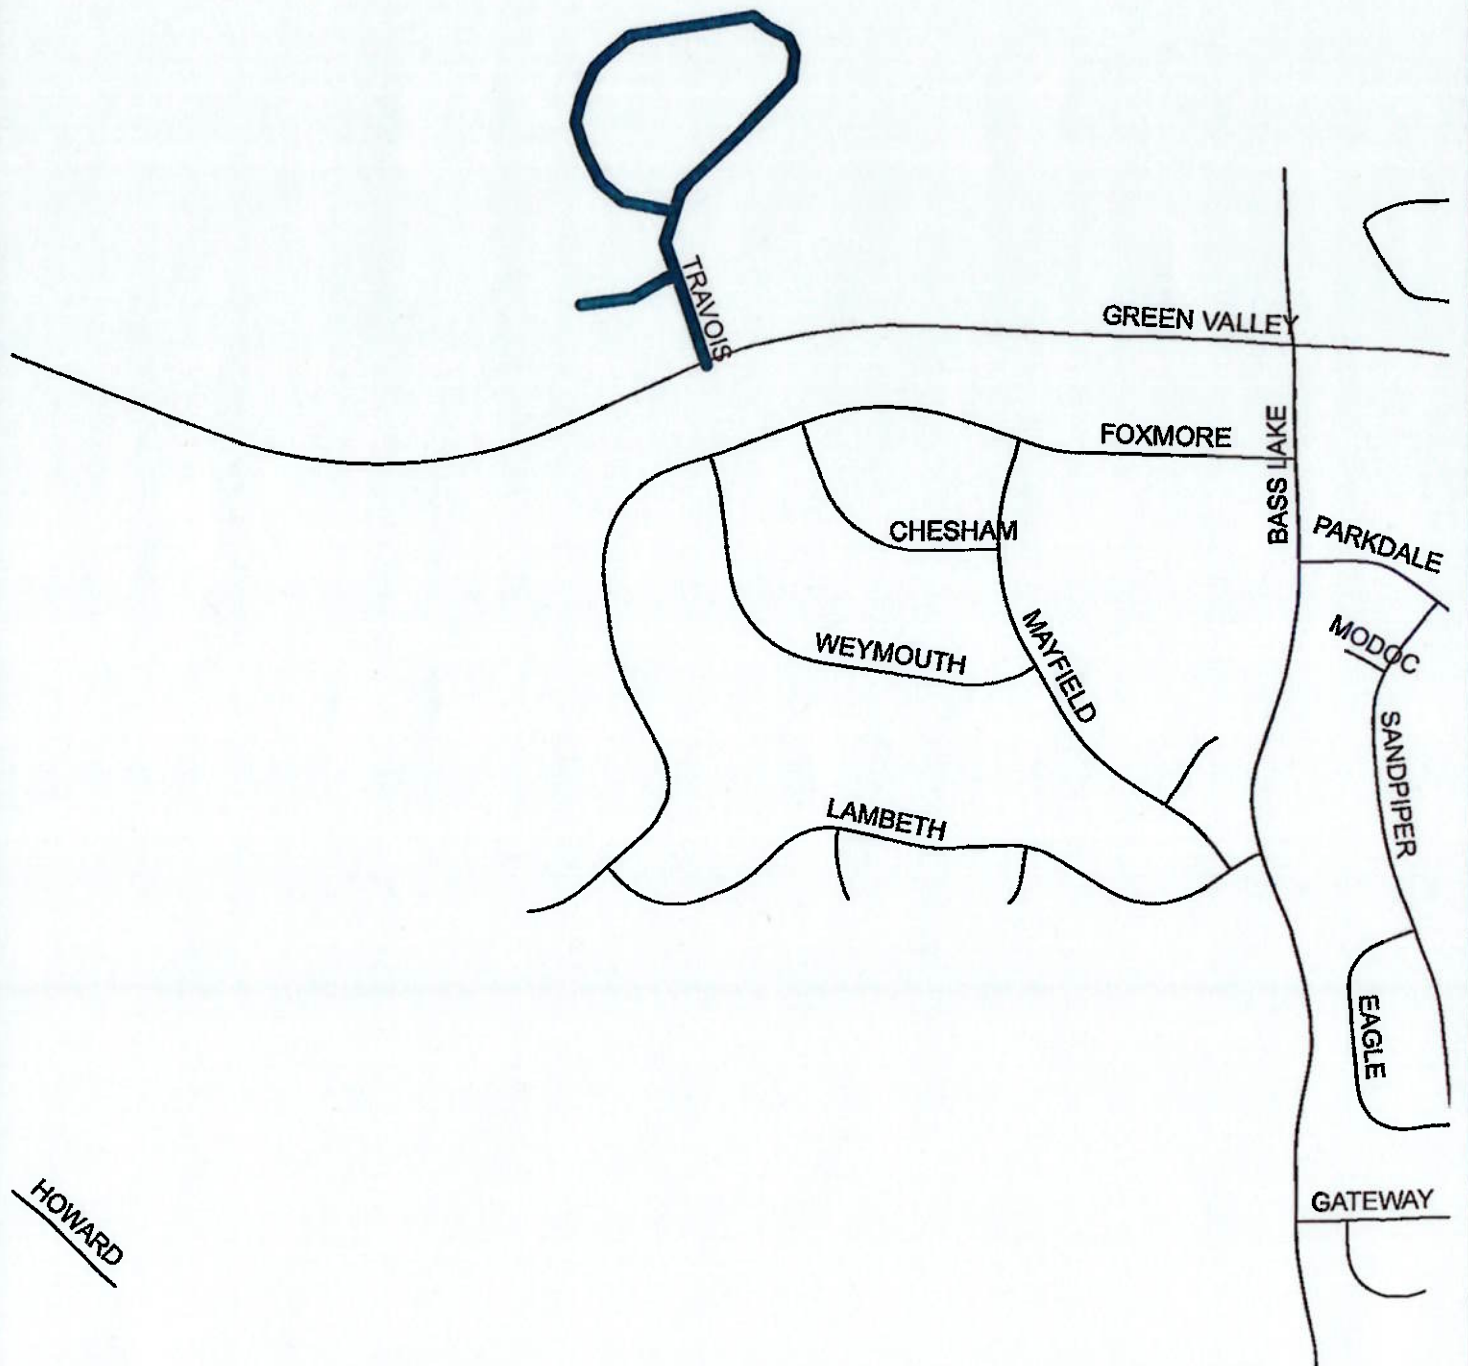 TRAVOIS
GREEN VALLEY
FOXMORE
BASS LAKE
CHESHAM
PARKDALE
MODOC
WEYMOUTH
MAYFIELD
SANDPIPER
LAMBETH
EAGLE
HOWARD
GATEWAY